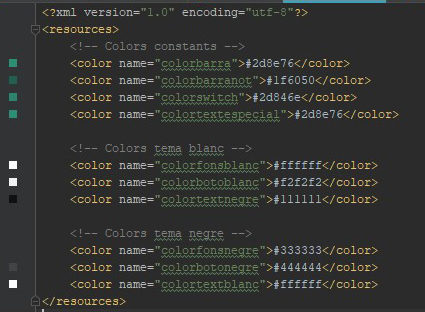 <?xml version="1.0" encoding="utf-8"?>
<resources>
<!-- Colors constants -->
<color name="colorbarra">#2d8e76</color>
<color name="colorbarranot">#1f6050</color>
<color name="colorswitch">#2d846e</color>
<color name="colortextespecial">#2d8e76</color>
<!-- Colors tema blanc -->
<color name="colorfonsblanc">#ffffff</color>
<color name="colorbotoblanc">#f2f2f2</color>
<color name="colortextnegre">#111111</color>
<!-- Colors tema negre -->
<color name="colorfonsnegre">#333333</color>
<color name="colorbotonegre">#444444</color>
<color name="colortextblanc">#ffffff</color>
</resources>